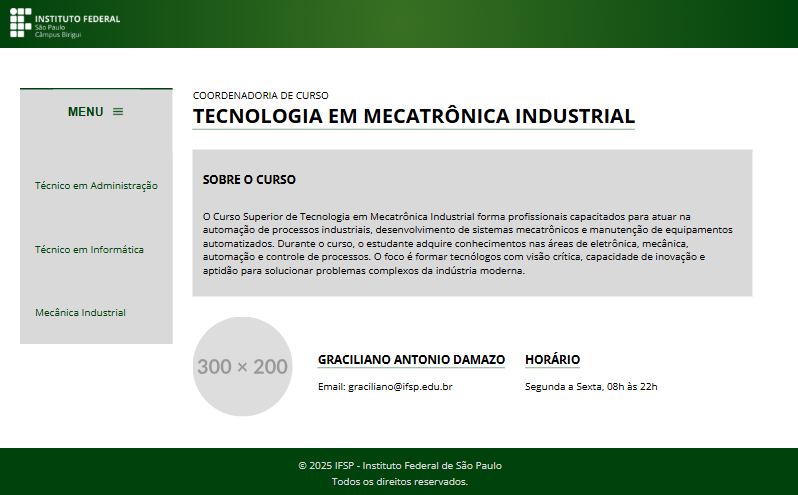 INSTITUTO FEDERAL
São Paulo
Câmpus Birigui
MENU
Técnico em Administração
Técnico em Informática
Mecânica Industrial
COORDENADORIA DE CURSO
TECNOLOGIA EM MECATRÔNICA INDUSTRIAL
SOBRE O CURSO
O Curso Superior de Tecnologia em Mecatrônica Industrial forma profissionais capacitados para atuar na
automação de processos industriais, desenvolvimento de sistemas mecatrônicos e manutenção de equipamentos
automatizados. Durante o curso, o estudante adquire conhecimentos nas áreas de eletrônica, mecânica,
automação e controle de processos. O foco é formar tecnólogos com visão crítica, capacidade de inovação e
aptidão para solucionar problemas complexos da indústria moderna.
300 × 200
GRACILIANO ANTONIO DAMAZO
Email: graciliano@ifsp.edu.br
HORÁRIO
Segunda a Sexta, 08h às 22h
© 2025 IFSP - Instituto Federal de São Paulo
Todos os direitos reservados.